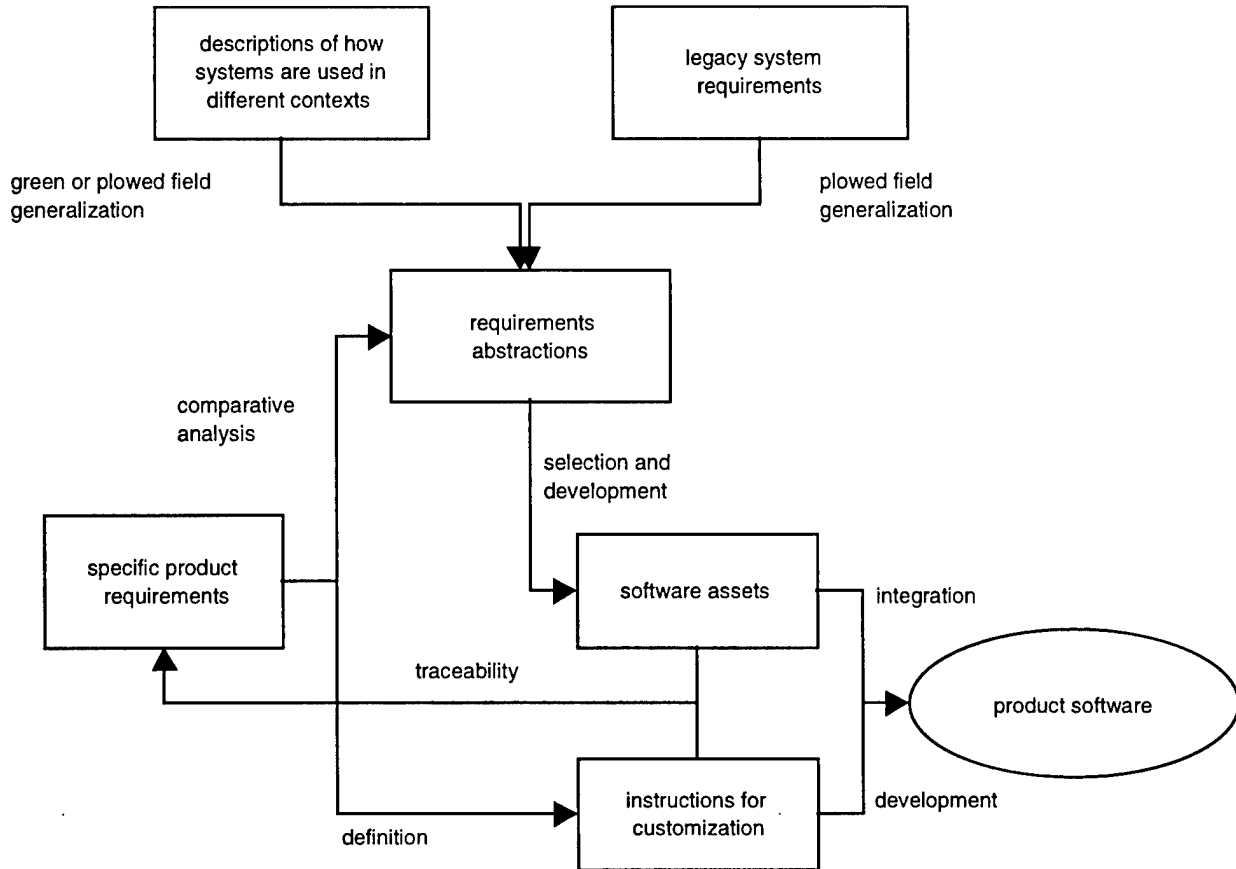 descriptions of how
systems are used in
different contexts
legacy system
requirements
green or plowed field
generalization
plowed field
generalization
requirements
abstractions
comparative
analysis
selection and
development
specific product
requirements
software assets
integration
traceability
product software
instructions for
customization
development
definition